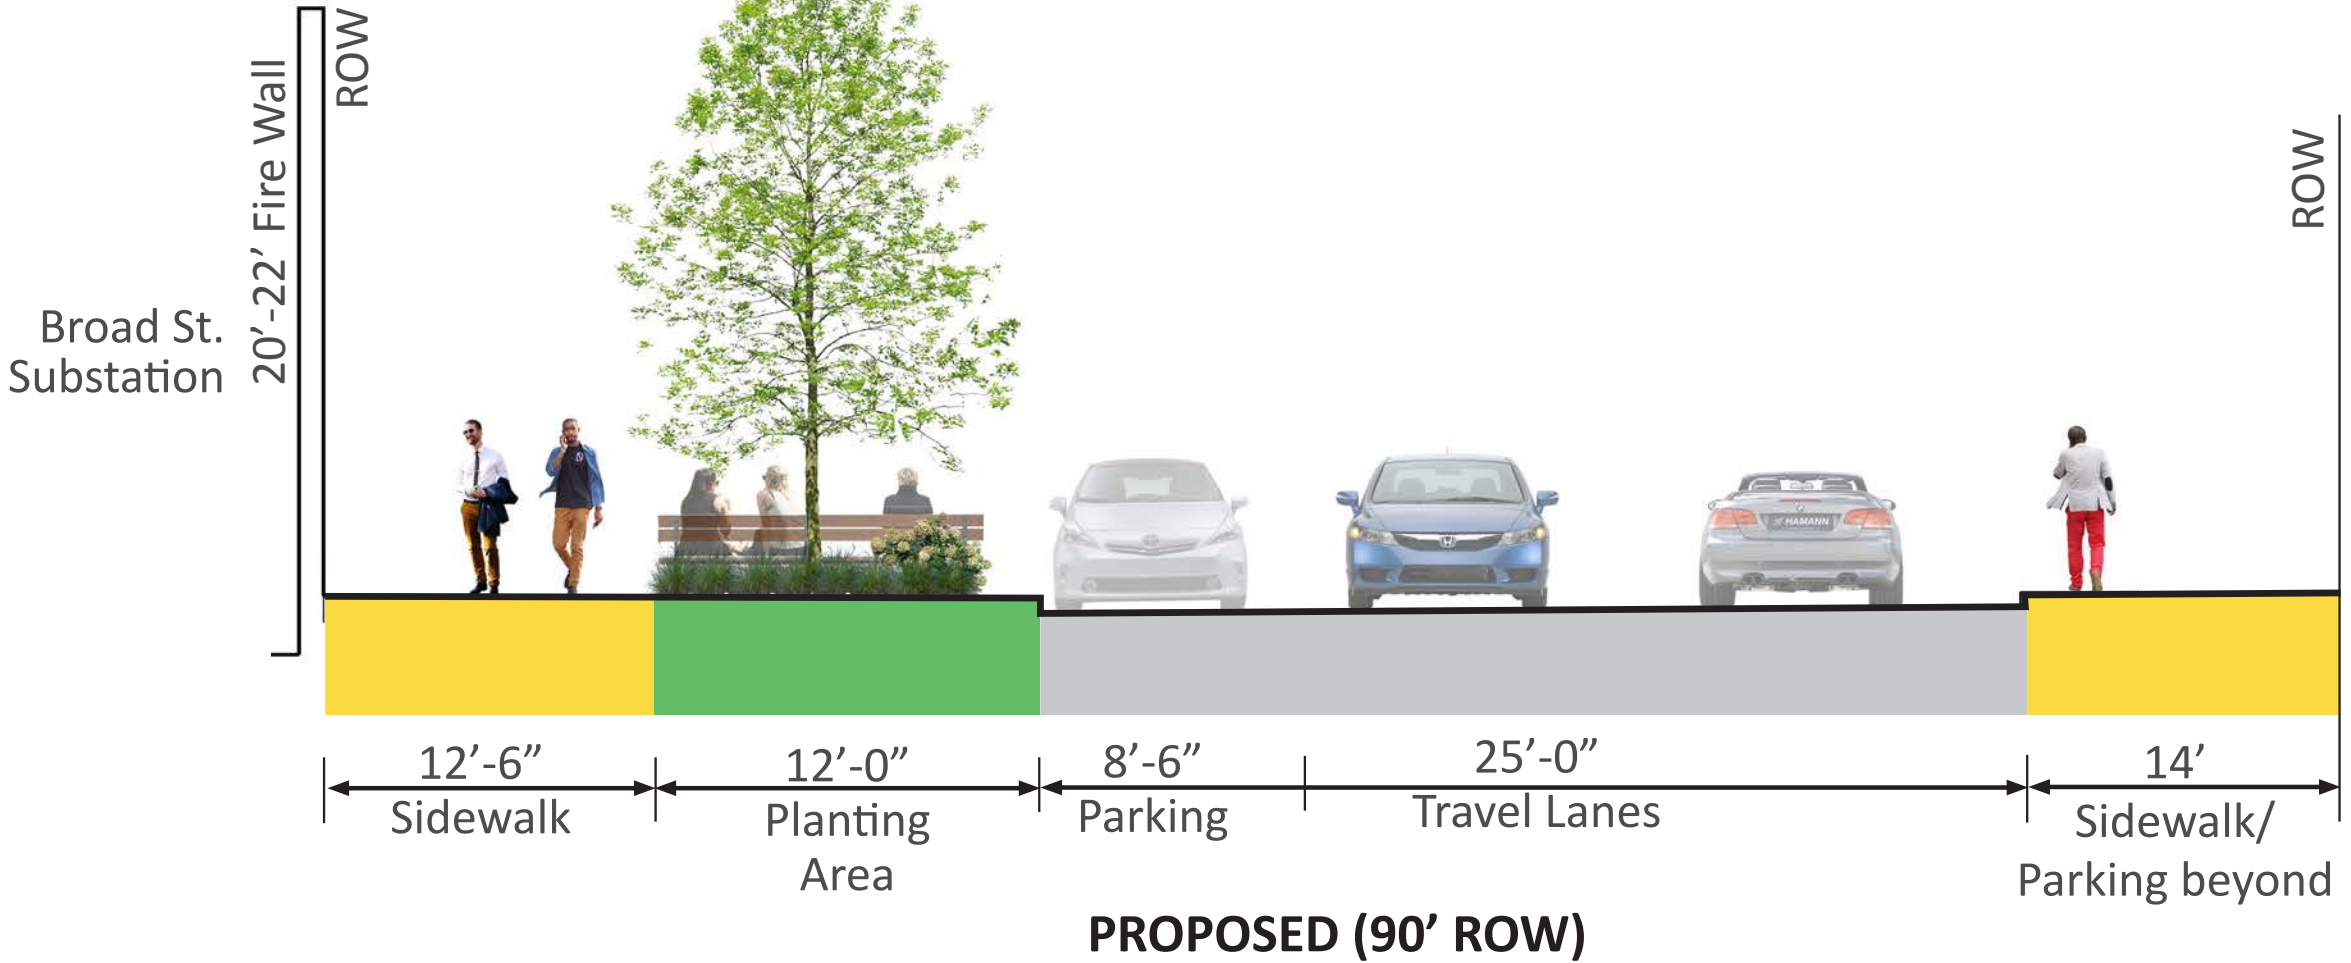 ROW
20’-22’ Fire Wall
Broad St.
Substation
ROW
HAMANN
12’-6”
Sidewalk
12’-0”
Planting
Area
8’-6”
Parking
25’-0”
Travel Lanes
14’
Sidewalk/
Parking beyond
PROPOSED (90’ ROW)